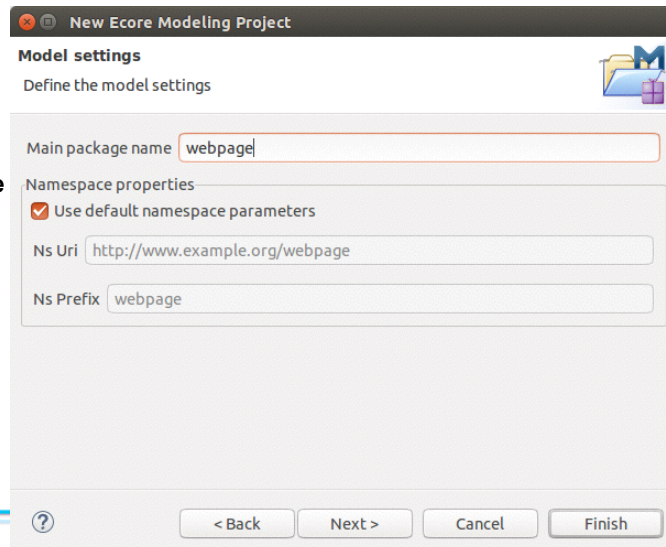 New Ecore Modeling Project
Model settings
Define the model settings
Main package name webpage
e
Namespace properties
Use default namespace parameters
Ns Uri http://www.example.org/webpage
Ns Prefix webpage
?
< Back Next > Cancel Finish